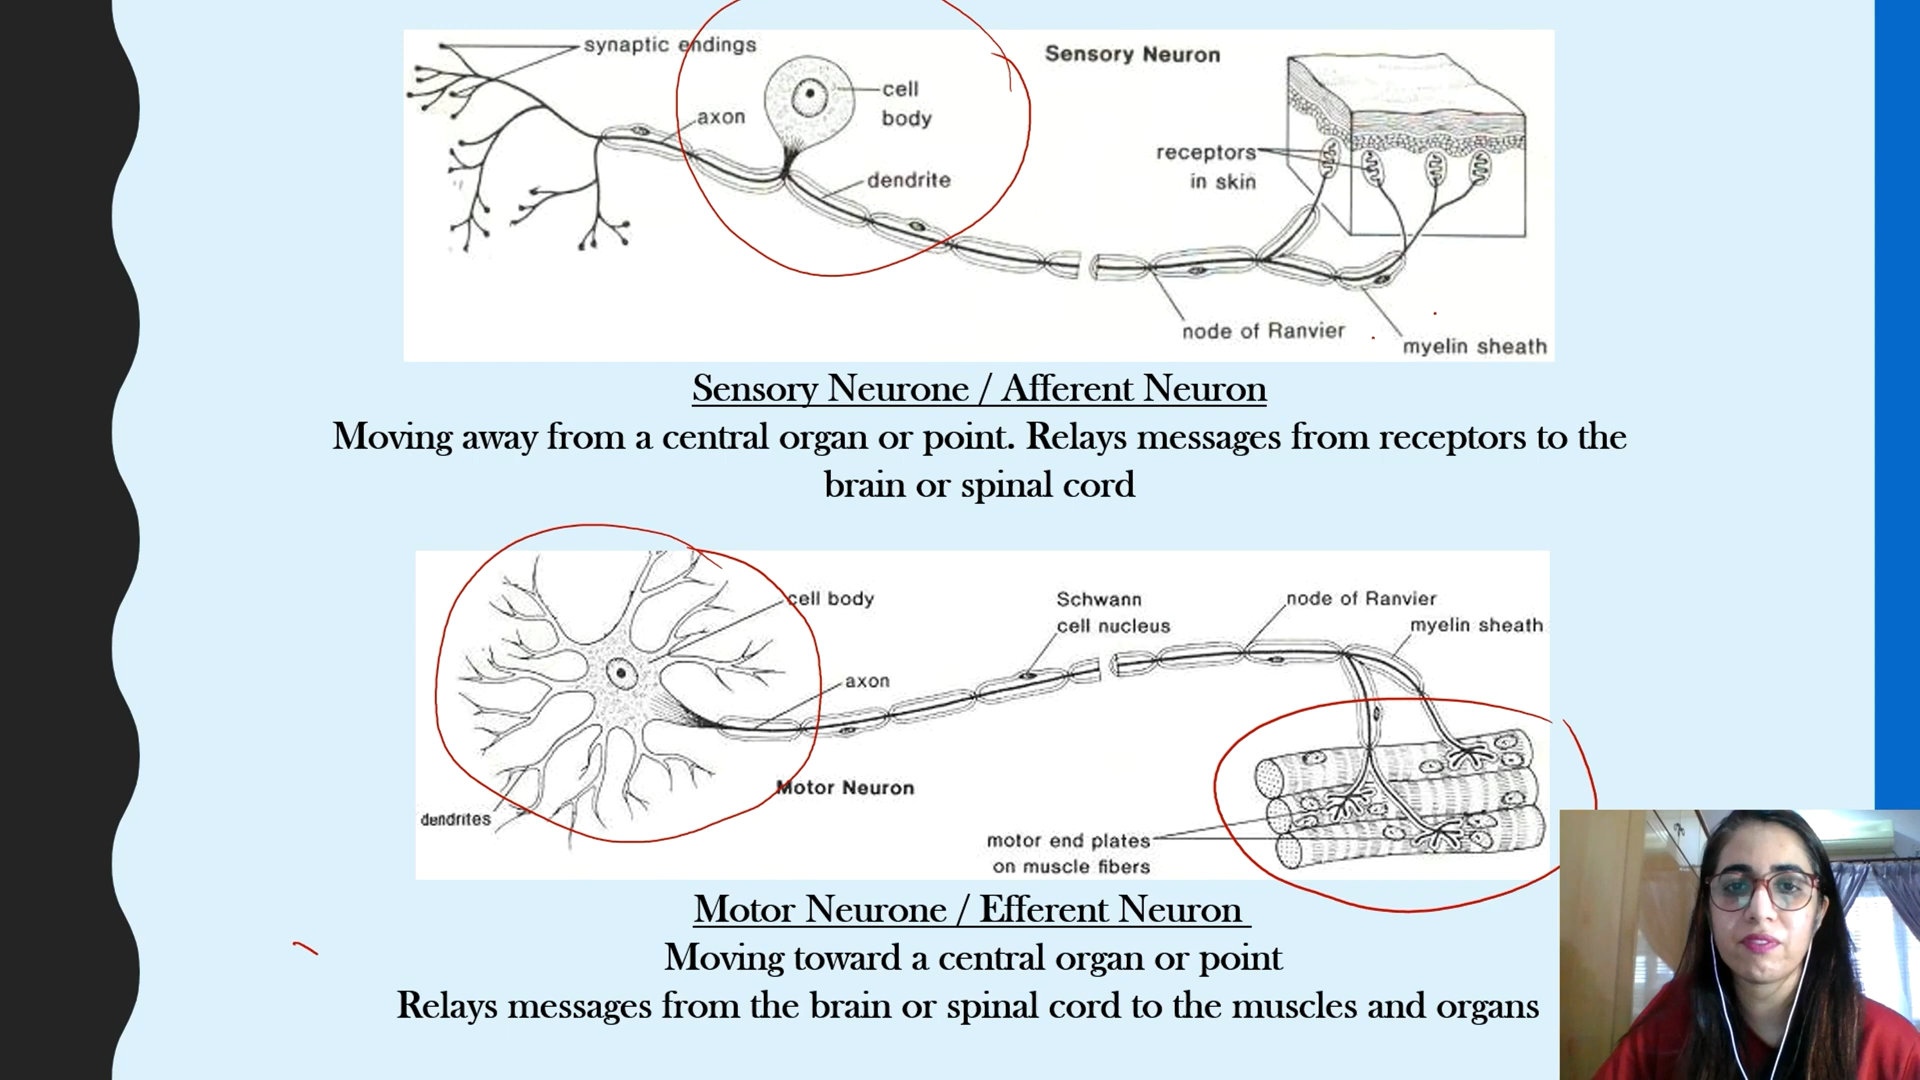 synaptic endings
Sensory Neuron
cell
body
axon
receptors
in skin
dendrite
node of Ranvier
myelin sheath
Sensory Neurone / Afferent Neuron
Moving away from a central organ or point. Relays messages from receptors to the
brain or spinal cord
cell body
Schwann
cell nucleus
node of Ranvier
myelin sheath
axon
Motor Neuron
dendrites
motor end plates
on muscle fibers
Motor Neurone / Efferent Neuron
Moving toward a central organ or point
Relays messages from the brain or spinal cord to the muscles and organs